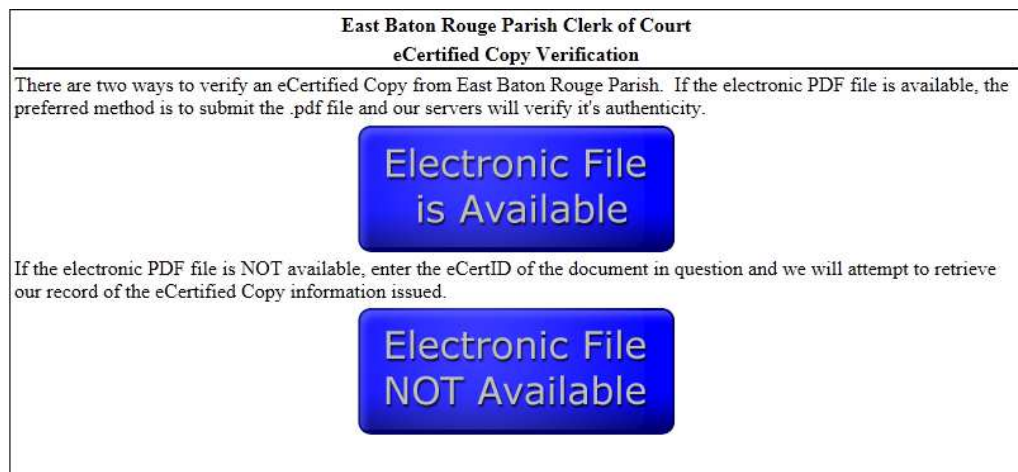 East Baton Rouge Parish Clerk of Court
eCertified Copy Verification
There are two ways to verify an eCertified Copy from East Baton Rouge Parish. If the electronic PDF file is available, the
preferred method is to submit the .pdf file and our servers will verify it's authenticity.
Electronic File
is Available
If the electronic PDF file is NOT available, enter the eCertID of the document in question and we will attempt to retrieve
our record of the eCertified Copy information issued.
Electronic File
NOT Available